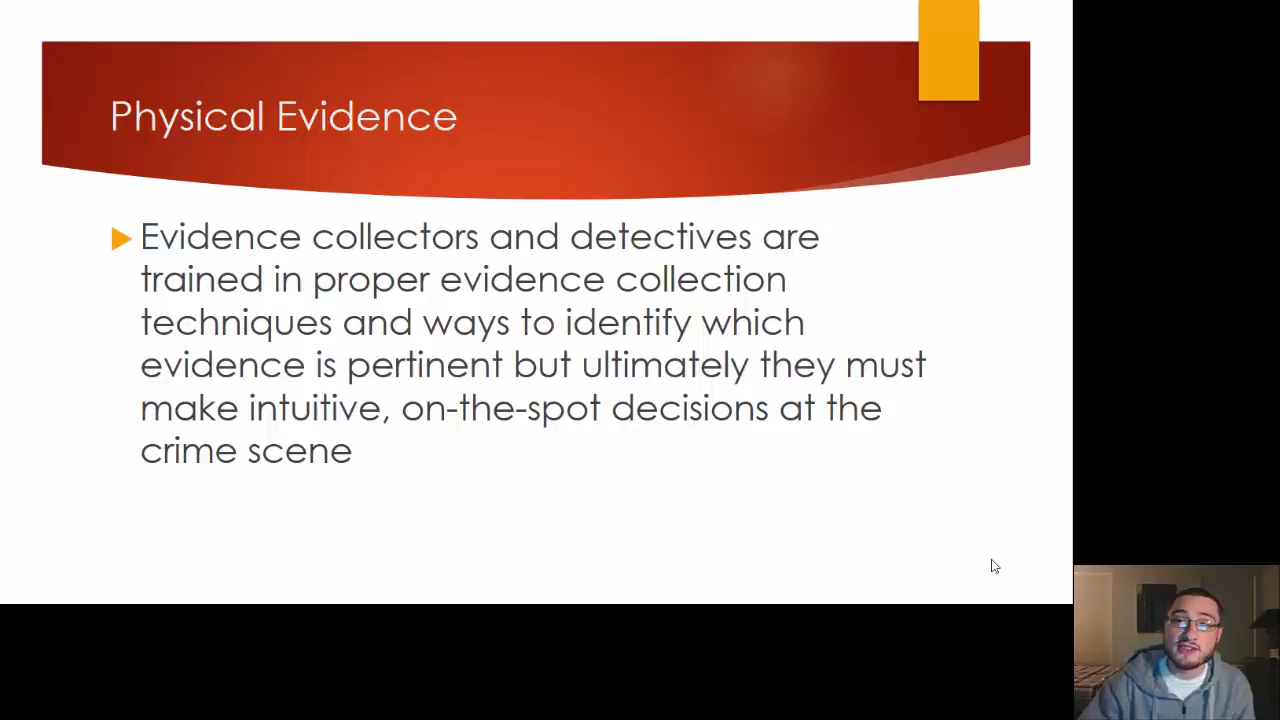 Physical Evidence
Evidence collectors and detectives are
trained in proper evidence collection
techniques and ways to identify which
evidence is pertinent but ultimately they must
make intuitive, on-the-spot decisions at the
crime scene